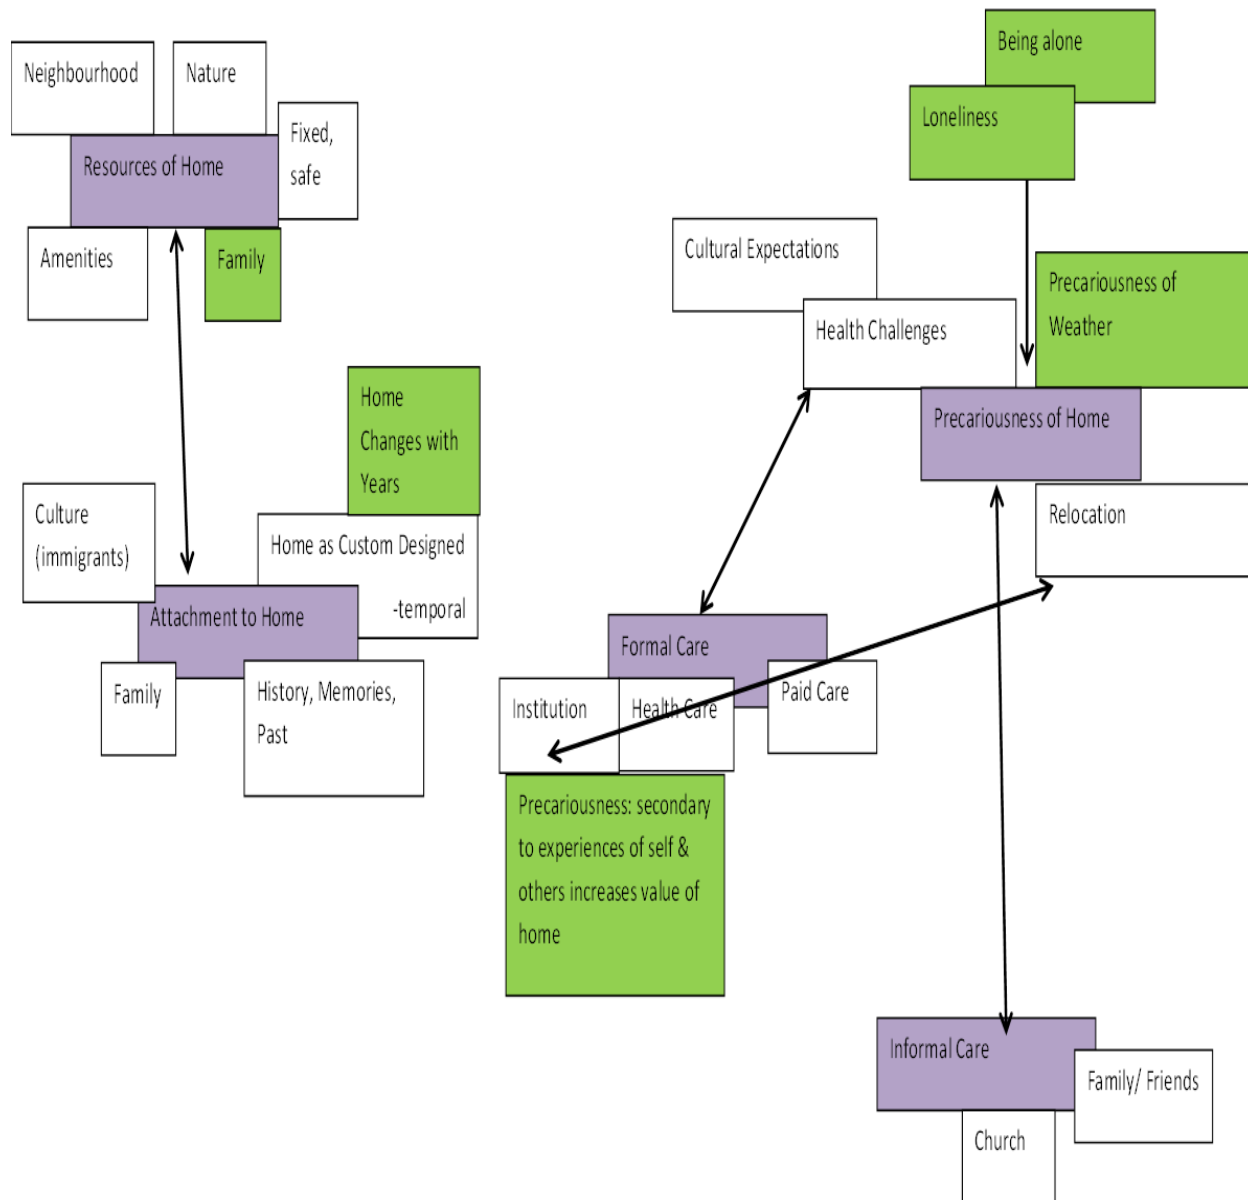 Being alone
Loneliness
Neighbourhood
Nature
Fixed,
safe
Resources of Home
Amenities
Family
Cultural Expectations
Health Challenges
Precariousness of
Weather
Precariousness of Home
Relocation
Home
Changes with
Years
Culture
(immigrants)
Home as Custom Designed
-temporal
Attachment to Home
Family
History, Memories,
Past
Formal Care
Institution
Health Care
Paid Care
Precariousness: secondary
to experiences of self &
others increases value of
home
Informal Care
Family/ Friends
Church